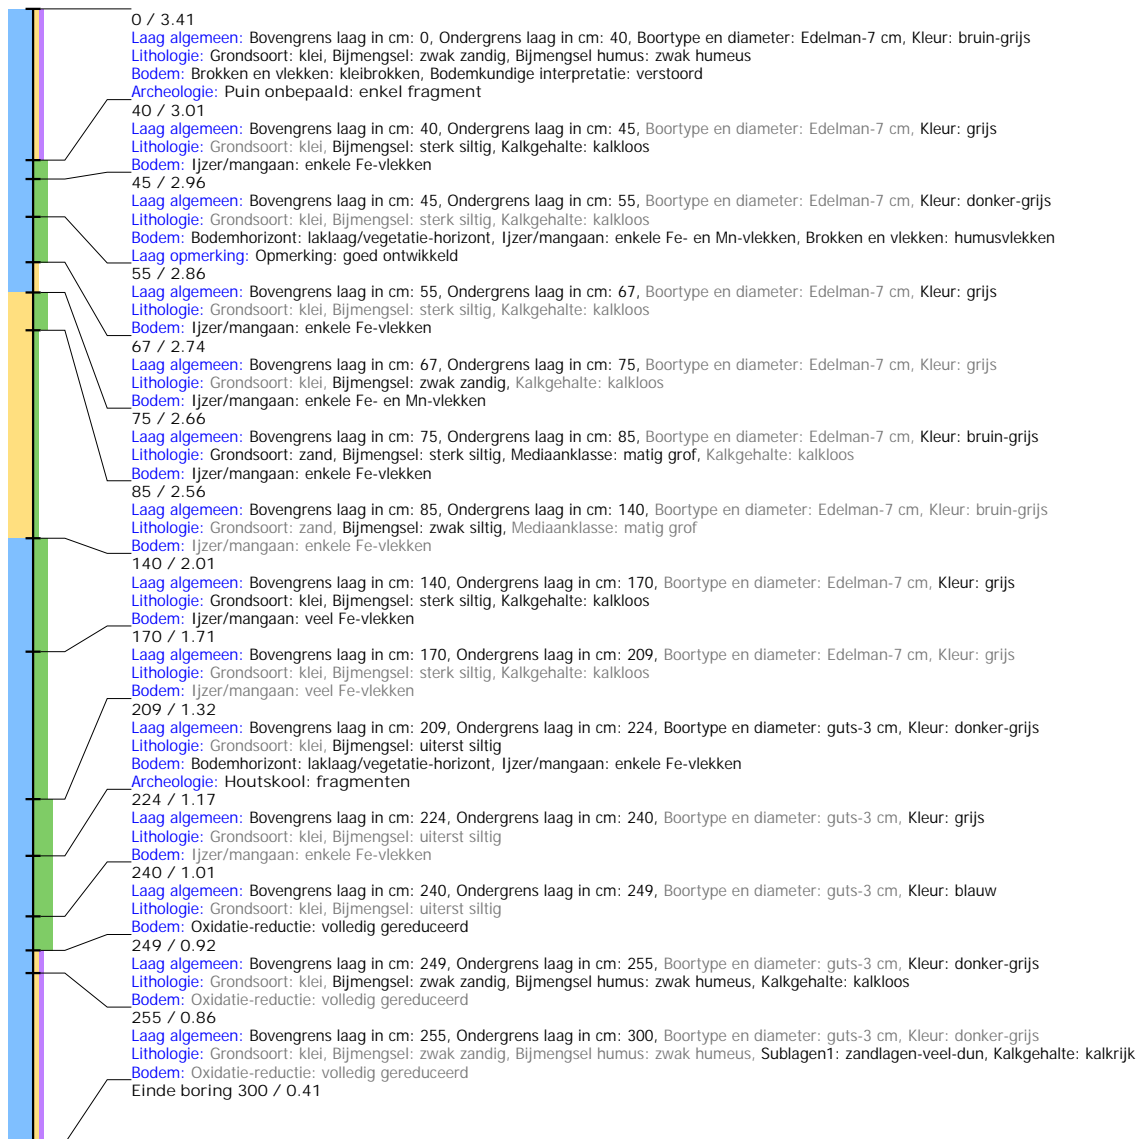 0 / 3.41
Laag algemeen: Bovengrens laag in cm: 0, Ondergrens laag in cm: 40, Boortype en diameter: Edelman-7 cm, Kleur: bruin-grijs
Lithologie: Grondsoort: klei, Bijmengsel: zwak zandig, Bijmengsel humus: zwak humeus
Bodem: Brokken en vlekken: kleibrokken, Bodemkundige interpretatie: verstoord
Archeologie: Puin onbepaald: enkel fragment
40 / 3.01
Laag algemeen: Bovengrens laag in cm: 40, Ondergrens laag in cm: 45, Boortype en diameter: Edelman-7 cm, Kleur: grijs
Lithologie: Grondsoort: klei, Bijmengsel: sterk siltig, Kalkgehalte: kalkloos
Bodem: Ijzer/mangaan: enkele Fe-vlekken
45 / 2.96
Laag algemeen: Bovengrens laag in cm: 45, Ondergrens laag in cm: 55, Boortype en diameter: Edelman-7 cm, Kleur: donker-grijs
Lithologie: Grondsoort: klei, Bijmengsel: sterk siltig, Kalkgehalte: kalkloos
Bodem: Bodemhorizont: laklaag/vegetatie-horizont, Ijzer/mangaan: enkele Fe- en Mn-vlekken, Brokken en vlekken: humusvlekken
Laag opmerking: Opmerking: goed ontwikkeld
55 / 2.86
Laag algemeen: Bovengrens laag in cm: 55, Ondergrens laag in cm: 67, Boortype en diameter: Edelman-7 cm, Kleur: grijs
Lithologie: Grondsoort: klei, Bijmengsel: sterk siltig, Kalkgehalte: kalkloos
Bodem: Ijzer/mangaan: enkele Fe-vlekken
67 / 2.74
Laag algemeen: Bovengrens laag in cm: 67, Ondergrens laag in cm: 75, Boortype en diameter: Edelman-7 cm, Kleur: grijs
Lithologie: Grondsoort: klei, Bijmengsel: zwak zandig, Kalkgehalte: kalkloos
Bodem: Ijzer/mangaan: enkele Fe- en Mn-vlekken
75 / 2.66
Laag algemeen: Bovengrens laag in cm: 75, Ondergrens laag in cm: 85, Boortype en diameter: Edelman-7 cm, Kleur: bruin-grijs
Lithologie: Grondsoort: zand, Bijmengsel: sterk siltig, Mediaanklasse: matig grof, Kalkgehalte: kalkloos
Bodem: Ijzer/mangaan: enkele Fe-vlekken
85 / 2.56
Laag algemeen: Bovengrens laag in cm: 85, Ondergrens laag in cm: 140, Boortype en diameter: Edelman-7 cm, Kleur: bruin-grijs
Lithologie: Grondsoort: zand, Bijmengsel: zwak siltig, Mediaanklasse: matig grof
Bodem: Ijzer/mangaan: enkele Fe-vlekken
140 / 2.01
Laag algemeen: Bovengrens laag in cm: 140, Ondergrens laag in cm: 170, Boortype en diameter: Edelman-7 cm, Kleur: grijs
Lithologie: Grondsoort: klei, Bijmengsel: sterk siltig, Kalkgehalte: kalkloos
Bodem: Ijzer/mangaan: veel Fe-vlekken
170 / 1.71
Laag algemeen: Bovengrens laag in cm: 170, Ondergrens laag in cm: 209, Boortype en diameter: Edelman-7 cm, Kleur: grijs
Lithologie: Grondsoort: klei, Bijmengsel: sterk siltig, Kalkgehalte: kalkloos
Bodem: Ijzer/mangaan: veel Fe-vlekken
209 / 1.32
Laag algemeen: Bovengrens laag in cm: 209, Ondergrens laag in cm: 224, Boortype en diameter: guts-3 cm, Kleur: donker-grijs
Lithologie: Grondsoort: klei, Bijmengsel: uiterst siltig
Bodem: Bodemhorizont: laklaag/vegetatie-horizont, Ijzer/mangaan: enkele Fe-vlekken
Archeologie: Houtskool: fragmenten
224 / 1.17
Laag algemeen: Bovengrens laag in cm: 224, Ondergrens laag in cm: 240, Boortype en diameter: guts-3 cm, Kleur: grijs
Lithologie: Grondsoort: klei, Bijmengsel: uiterst siltig
Bodem: Ijzer/mangaan: enkele Fe-vlekken
240 / 1.01
Laag algemeen: Bovengrens laag in cm: 240, Ondergrens laag in cm: 249, Boortype en diameter: guts-3 cm, Kleur: blauw
Lithologie: Grondsoort: klei, Bijmengsel: uiterst siltig
Bodem: Oxidatie-reductie: volledig gereduceerd
249 / 0.92
Laag algemeen: Bovengrens laag in cm: 249, Ondergrens laag in cm: 255, Boortype en diameter: guts-3 cm, Kleur: donker-grijs
Lithologie: Grondsoort: klei, Bijmengsel: zwak zandig, Bijmengsel humus: zwak humeus, Kalkgehalte: kalkloos
Bodem: Oxidatie-reductie: volledig gereduceerd
255 / 0.86
Laag algemeen: Bovengrens laag in cm: 255, Ondergrens laag in cm: 300, Boortype en diameter: guts-3 cm, Kleur: donker-grijs
Lithologie: Grondsoort: klei, Bijmengsel: zwak zandig, Bijmengsel humus: zwak humeus, Sublagen1: zandlagen-veel-dun, Kalkgehalte: kalkrijk
Bodem: Oxidatie-reductie: volledig gereduceerd
Einde boring 300 / 0.41